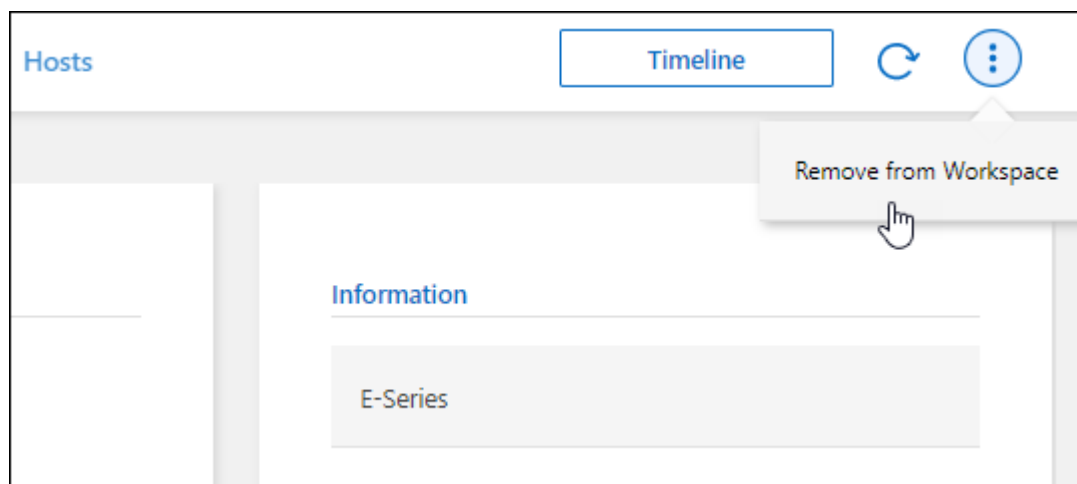 Hosts
Timeline
Remove from Workspace
Information
E-Series